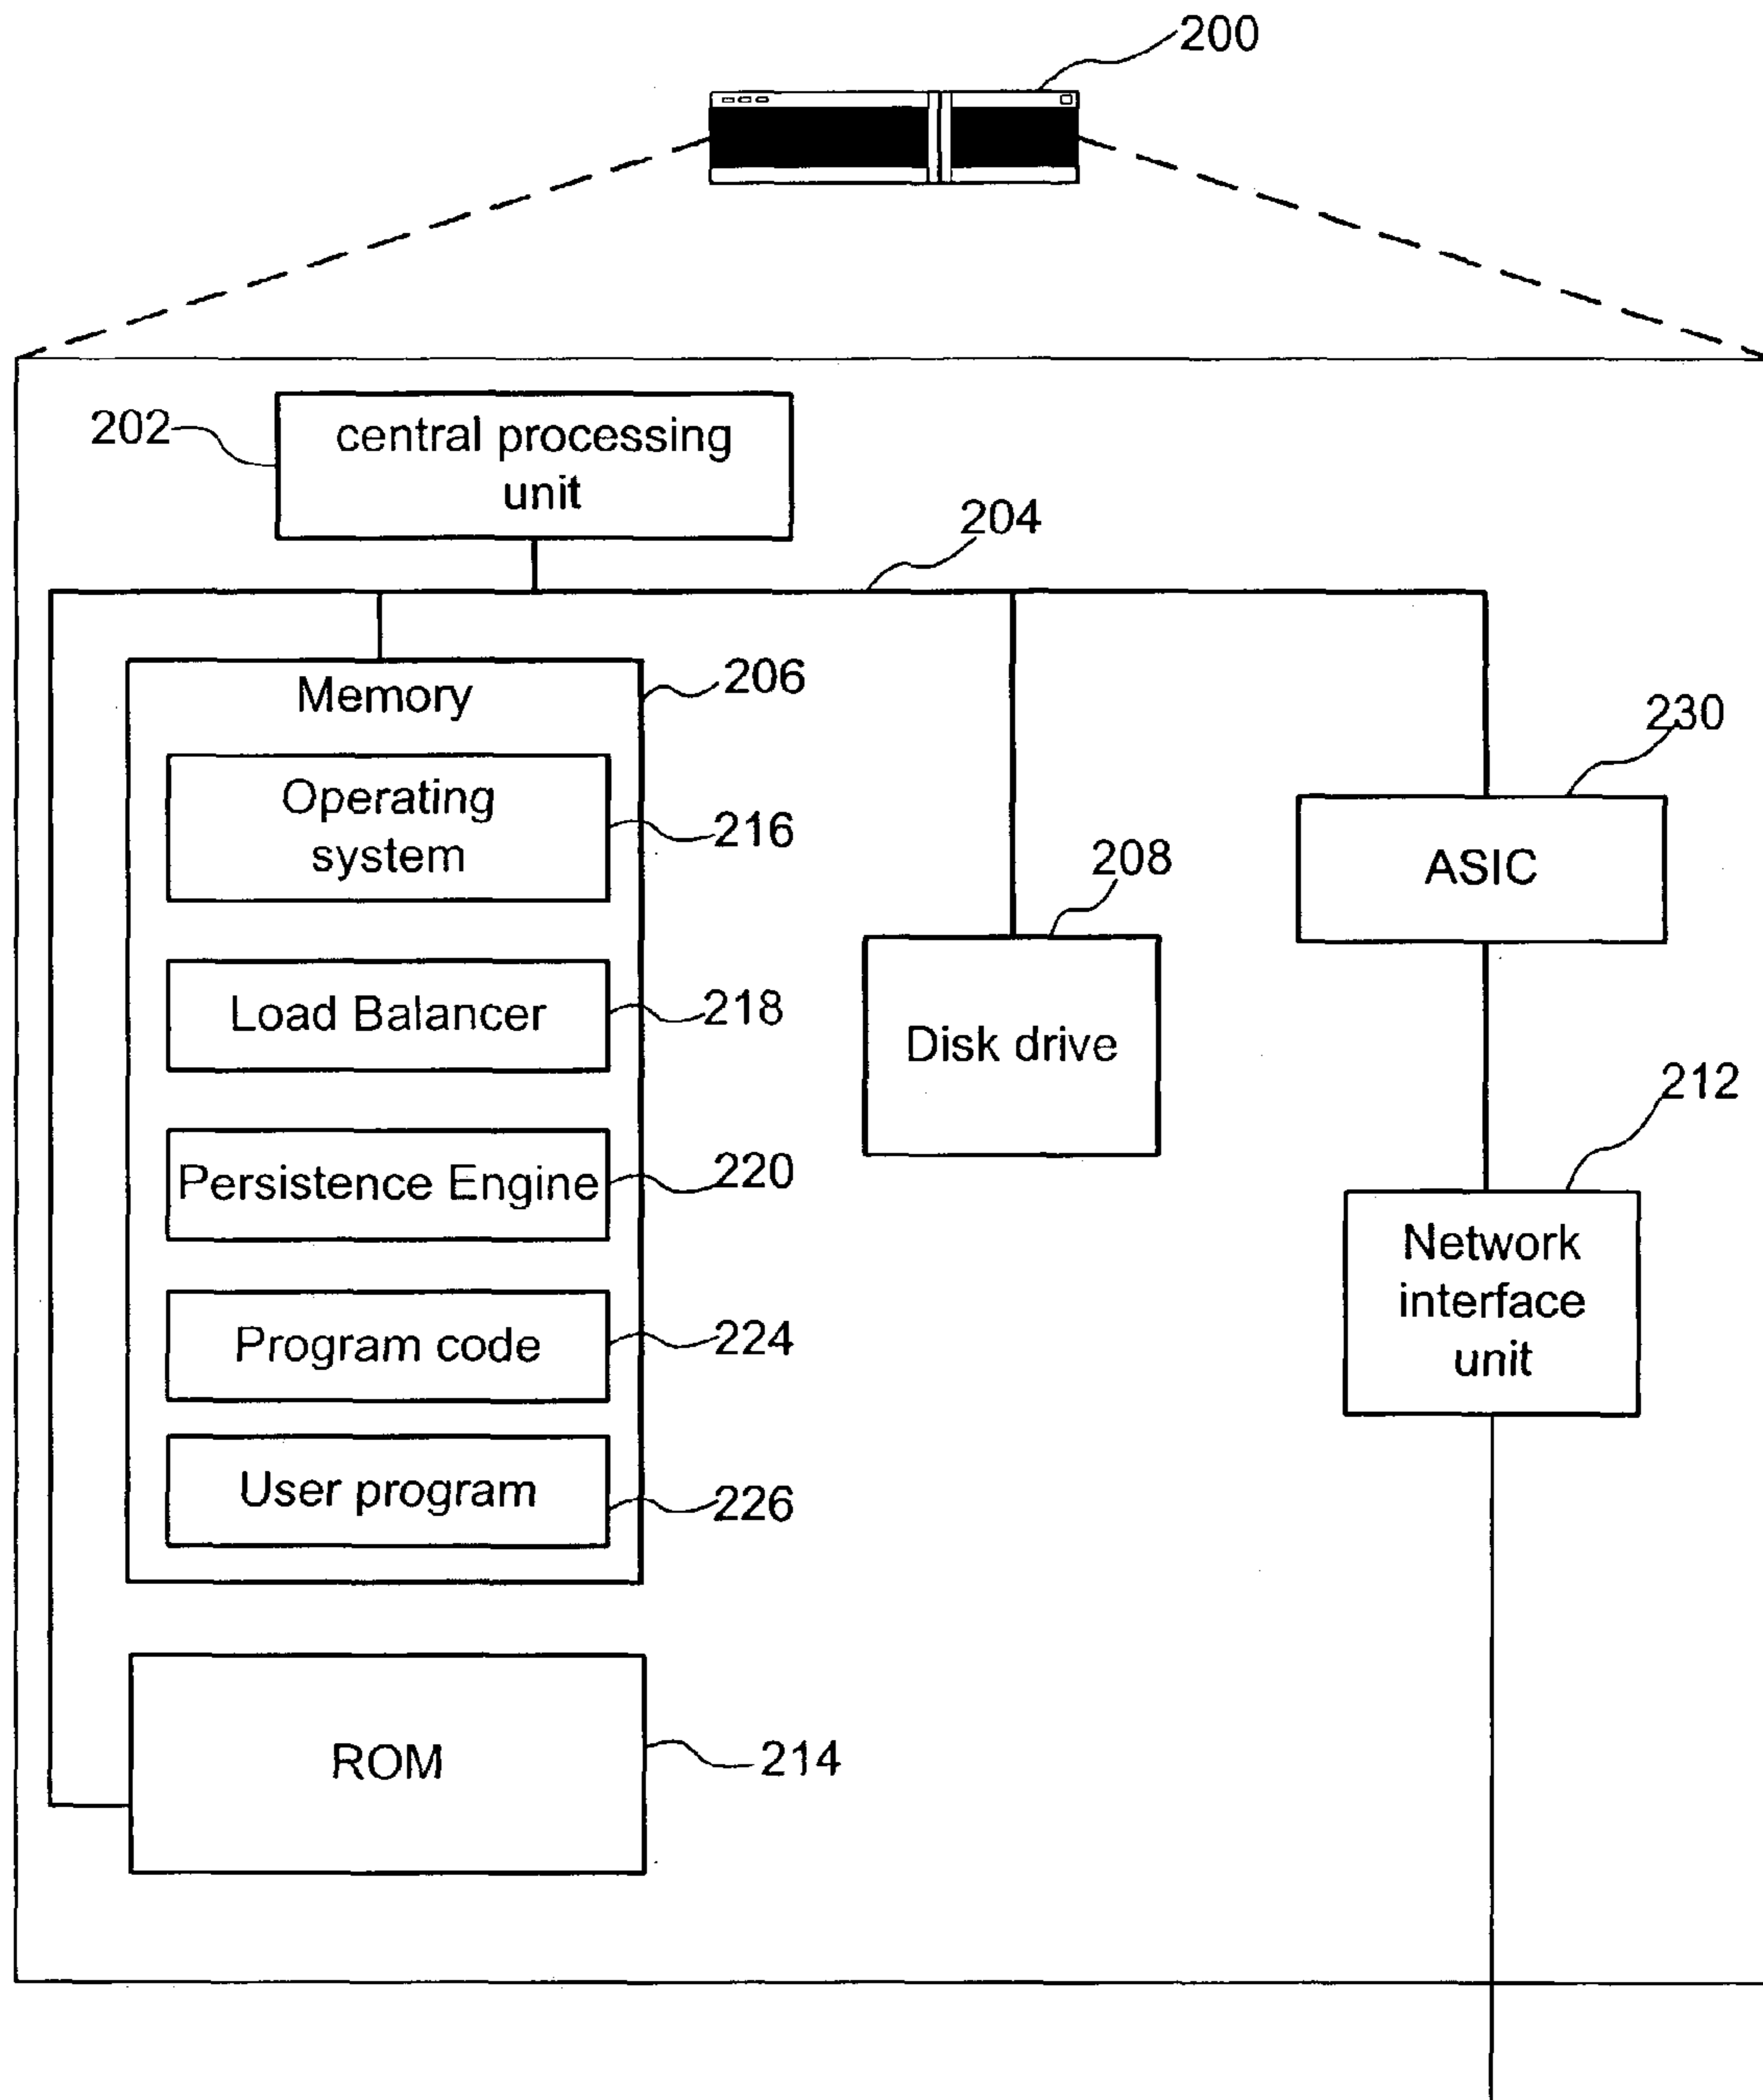 200
202
central processing
unit
204
Memory
206
Operating
system
216
230
ASIC
208
Disk drive
Load Balancer
218
212
Persistence Engine
220
Network
interface
unit
Program code
224
User program
226
ROM
214